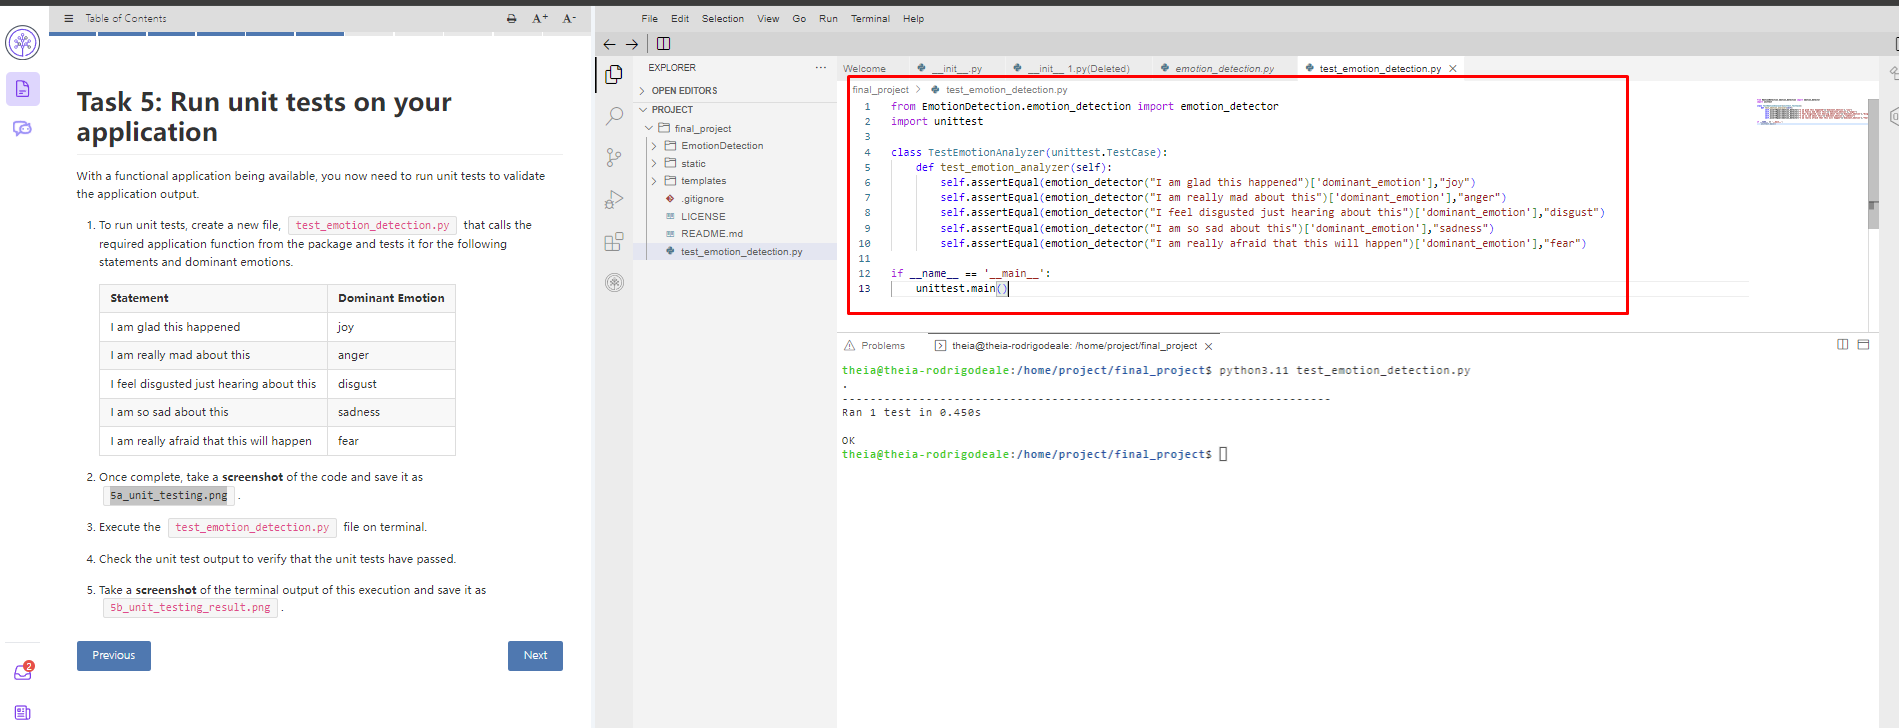 Table of Contents
A+
A-
Task 5: Run unit tests on your
application
With a functional application being available, you now need to run unit tests to validate
the application output.
1. To run unit tests, create a new file, test_emotion_detection.py that calls the
required application function from the package and tests it for the following
statements and dominant emotions.
Statement Dominant Emotion
I am glad this happened joy
I am really mad about this anger
I feel disgusted just hearing about this disgust
I am so sad about this sadness
I am really afraid that this will happen fear
2. Once complete, take a screenshot of the code and save it as
5a_unit_testing.png .
3. Execute the test_emotion_detection.py file on terminal.
4. Check the unit test output to verify that the unit tests have passed.
5. Take a screenshot of the terminal output of this execution and save it as
5b_unit_testing_result.png .
Previous
Next
2
File Edit Selection View Go Run Terminal Help
EXPLORER
OPEN EDITORS
PROJECT
final_project
EmotionDetection
static
templates
.gitignore
LICENSE
README.md
test_emotion_detection.py
Welcome
__init__.py
__init__ 1.py(Deleted)
emotion_detection.py
test_emotion_detection.py
final_project > test_emotion_detection.py
1 from EmotionDetection.emotion_detection import emotion_detector
2 import unittest
3
4 class TestEmotionAnalyzer(unittest.TestCase):
5 def test_emotion_analyzer(self):
6 self.assertEqual(emotion_detector("I am glad this happened")['dominant_emotion'],"joy")
7 self.assertEqual(emotion_detector("I am really mad about this")['dominant_emotion'],"anger")
8 self.assertEqual(emotion_detector("I feel disgusted just hearing about this")['dominant_emotion'],"disgust")
9 self.assertEqual(emotion_detector("I am so sad about this")['dominant_emotion'],"sadness")
10 self.assertEqual(emotion_detector("I am really afraid that this will happen")['dominant_emotion'],"fear")
11
12 if __name__ == '__main__':
13 unittest.main()
Problems
theia@theia-rodrigodeale: /home/project/final_project
theia@theia-rodrigodeale:/home/project/final_project$ python3.11 test_emotion_detection.py
.
----------------------------------------------------------------------
Ran 1 test in 0.450s
OK
theia@theia-rodrigodeale:/home/project/final_project$